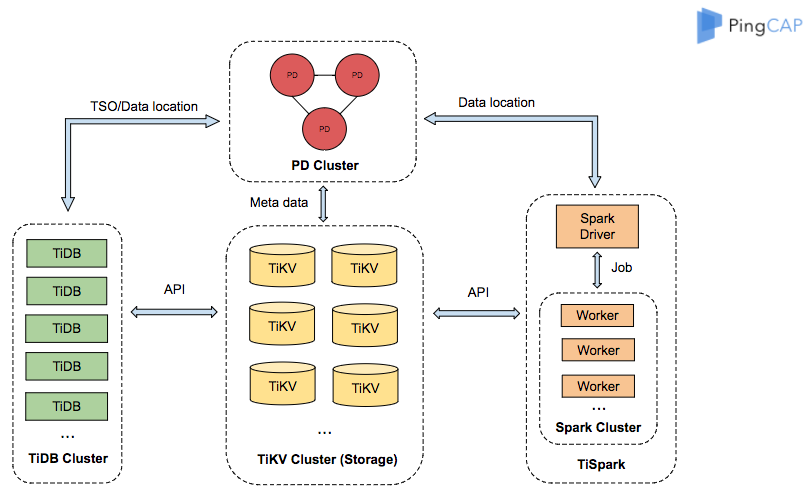 PingCAP
PD
PD
PD
PD Cluster
TSO/Data location
Data location
Meta data
TiDB
TiDB
TiDB
TiDB
TiDB
...
TiDB Cluster
API
TiKV
TiKV
TiKV
TiKV
TiKV
TiKV
...
TiKV Cluster (Storage)
API
Spark
Driver
Job
Worker
Worker
Worker
...
Spark Cluster
TiSpark